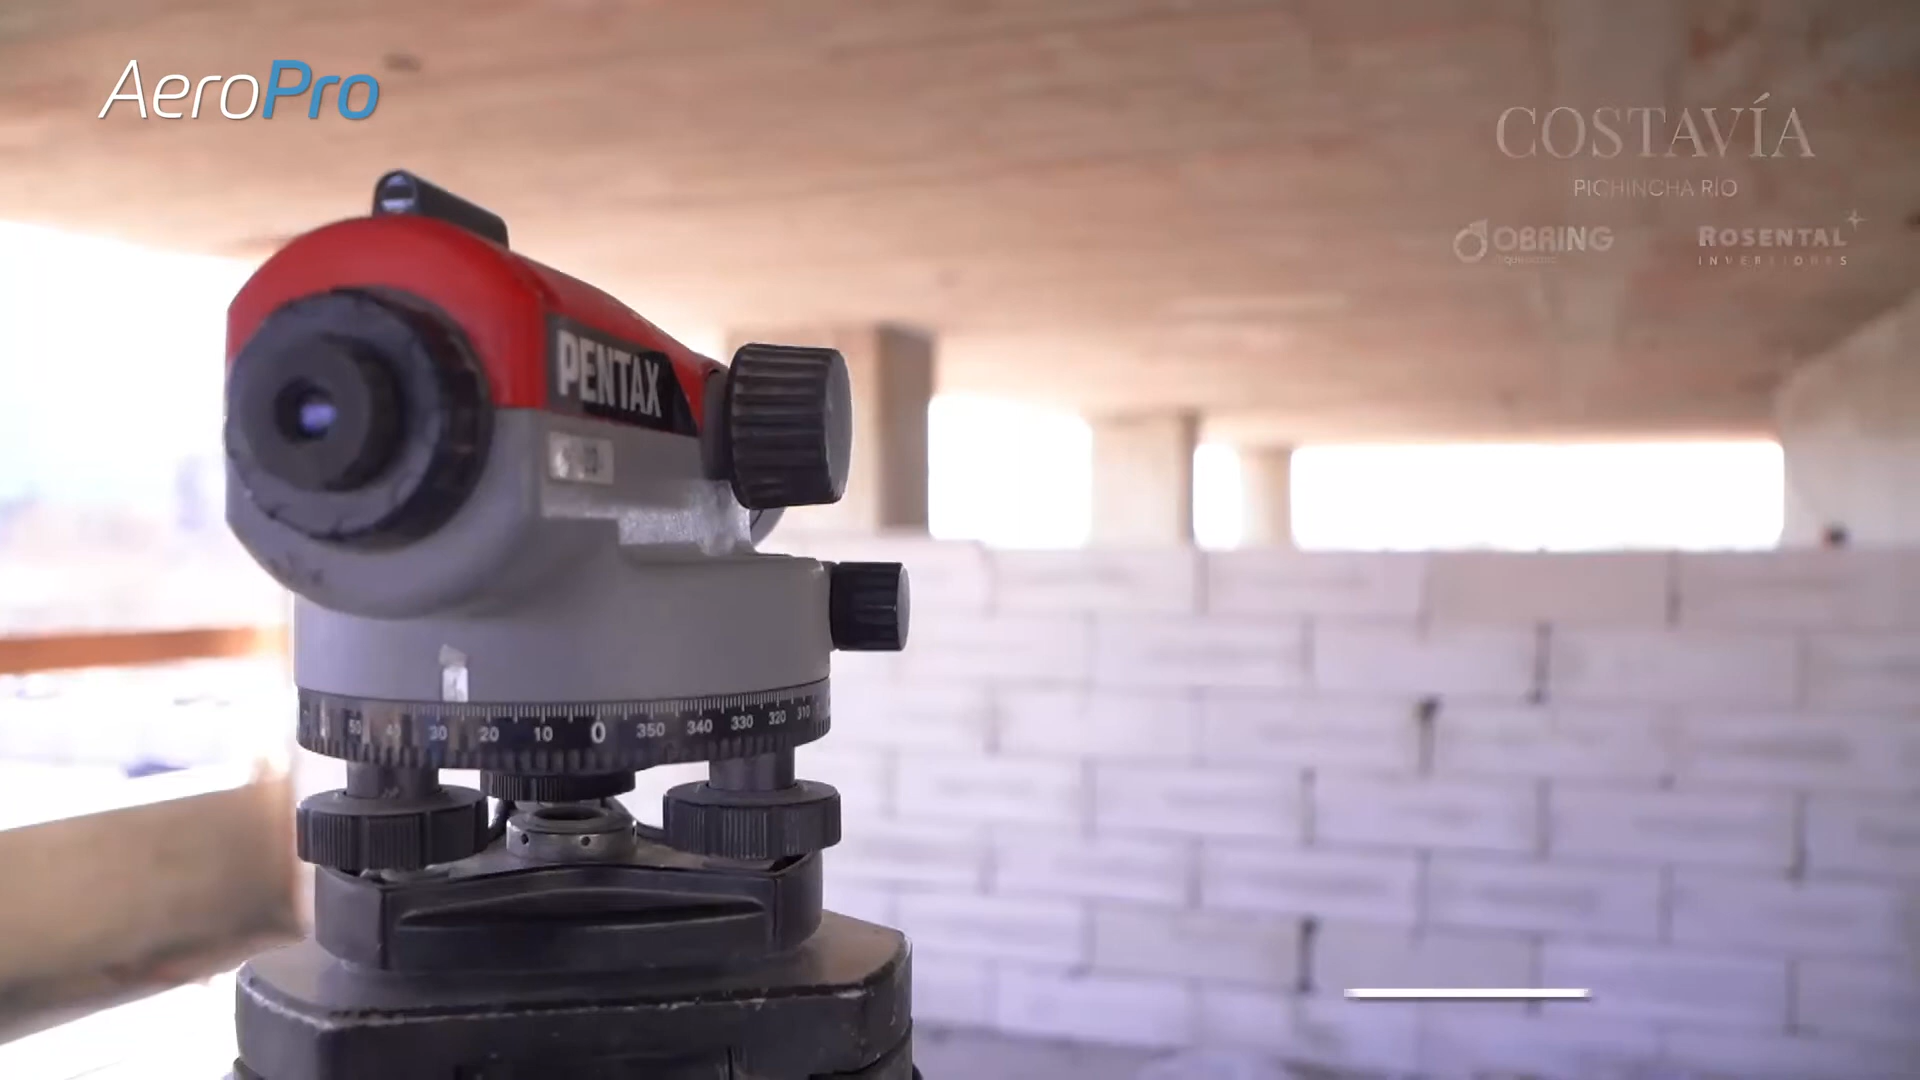 AeroPro
COSTAVÍA
PICHINCHA RÍO
OBRING
ROSENTAL
INVERSIONES
PENTAX
50 40 30 20 10 0 350 340 330 320 310